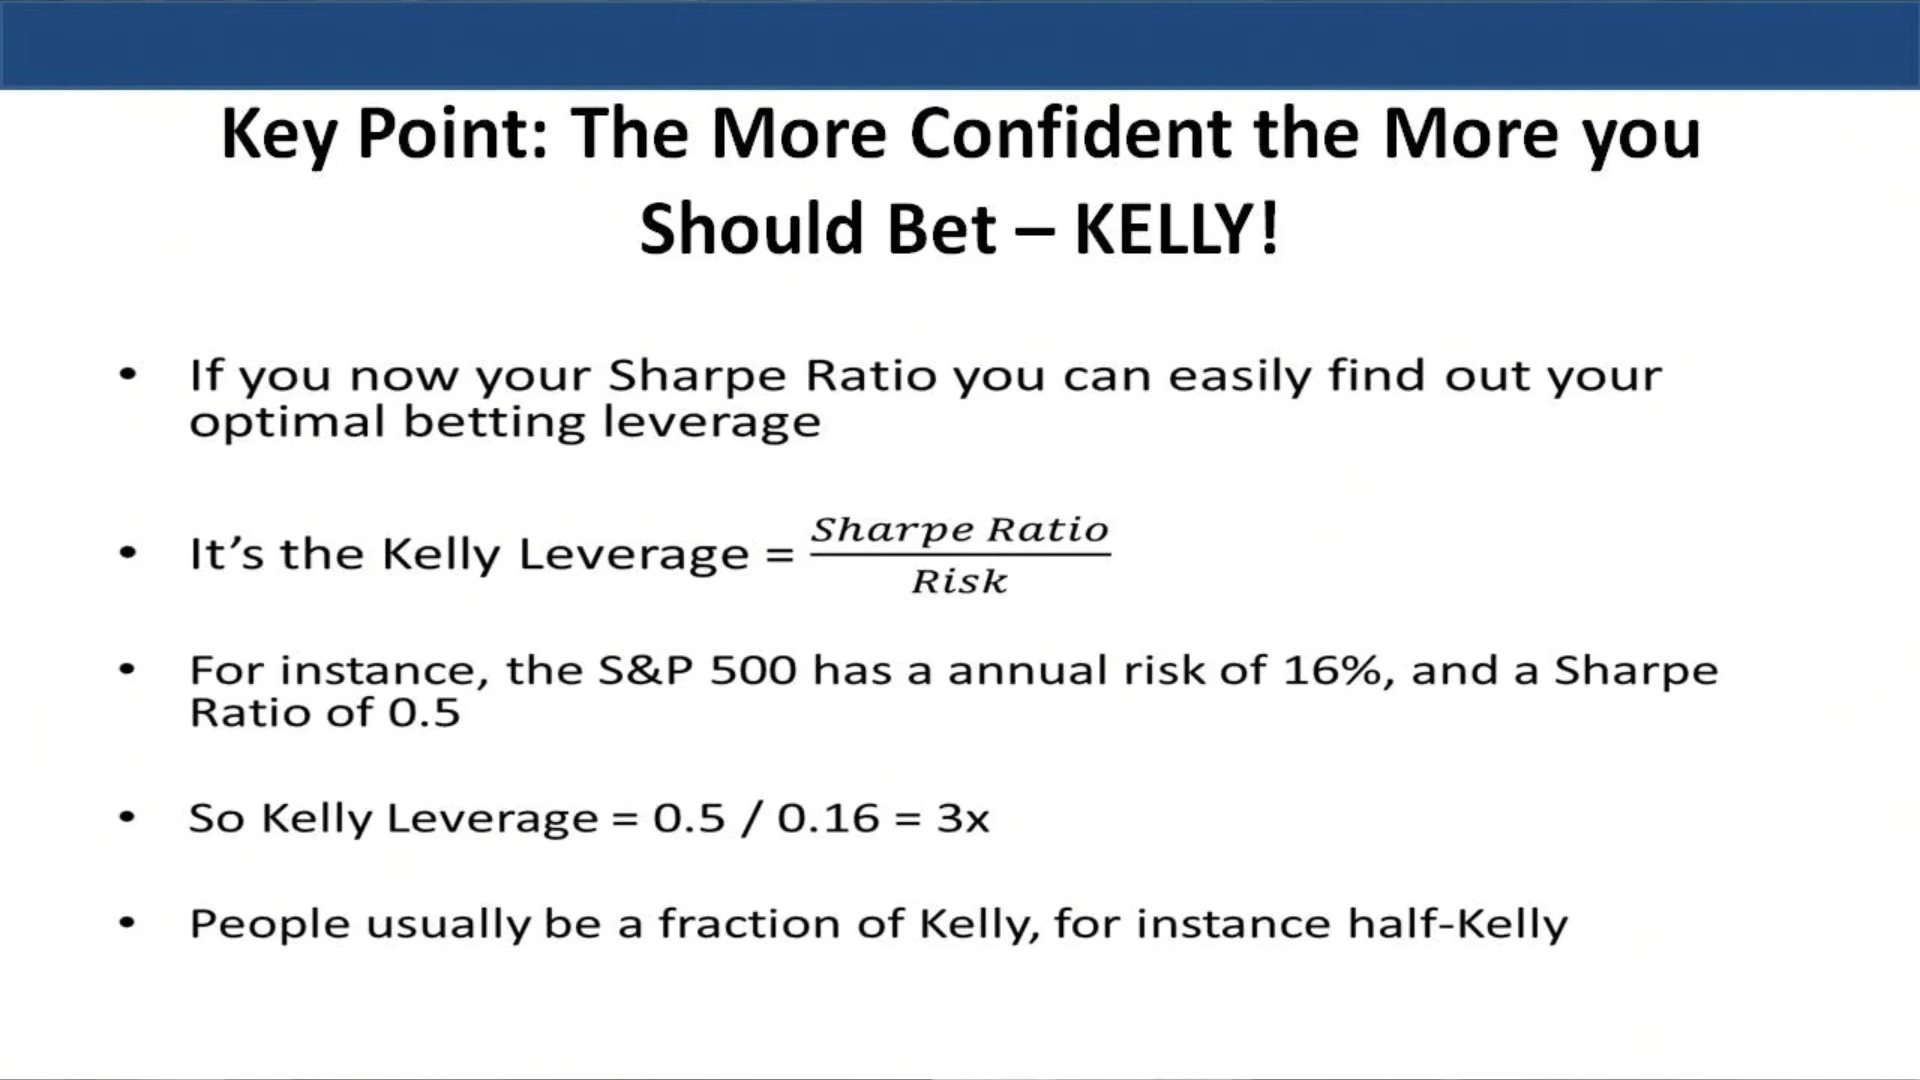 Key Point: The More Confident the More you
Should Bet – KELLY!
• If you now your Sharpe Ratio you can easily find out your
optimal betting leverage
• It’s the Kelly Leverage = Sharpe Ratio / Risk
• For instance, the S&P 500 has a annual risk of 16%, and a Sharpe
Ratio of 0.5
• So Kelly Leverage = 0.5 / 0.16 = 3x
• People usually be a fraction of Kelly, for instance half-Kelly